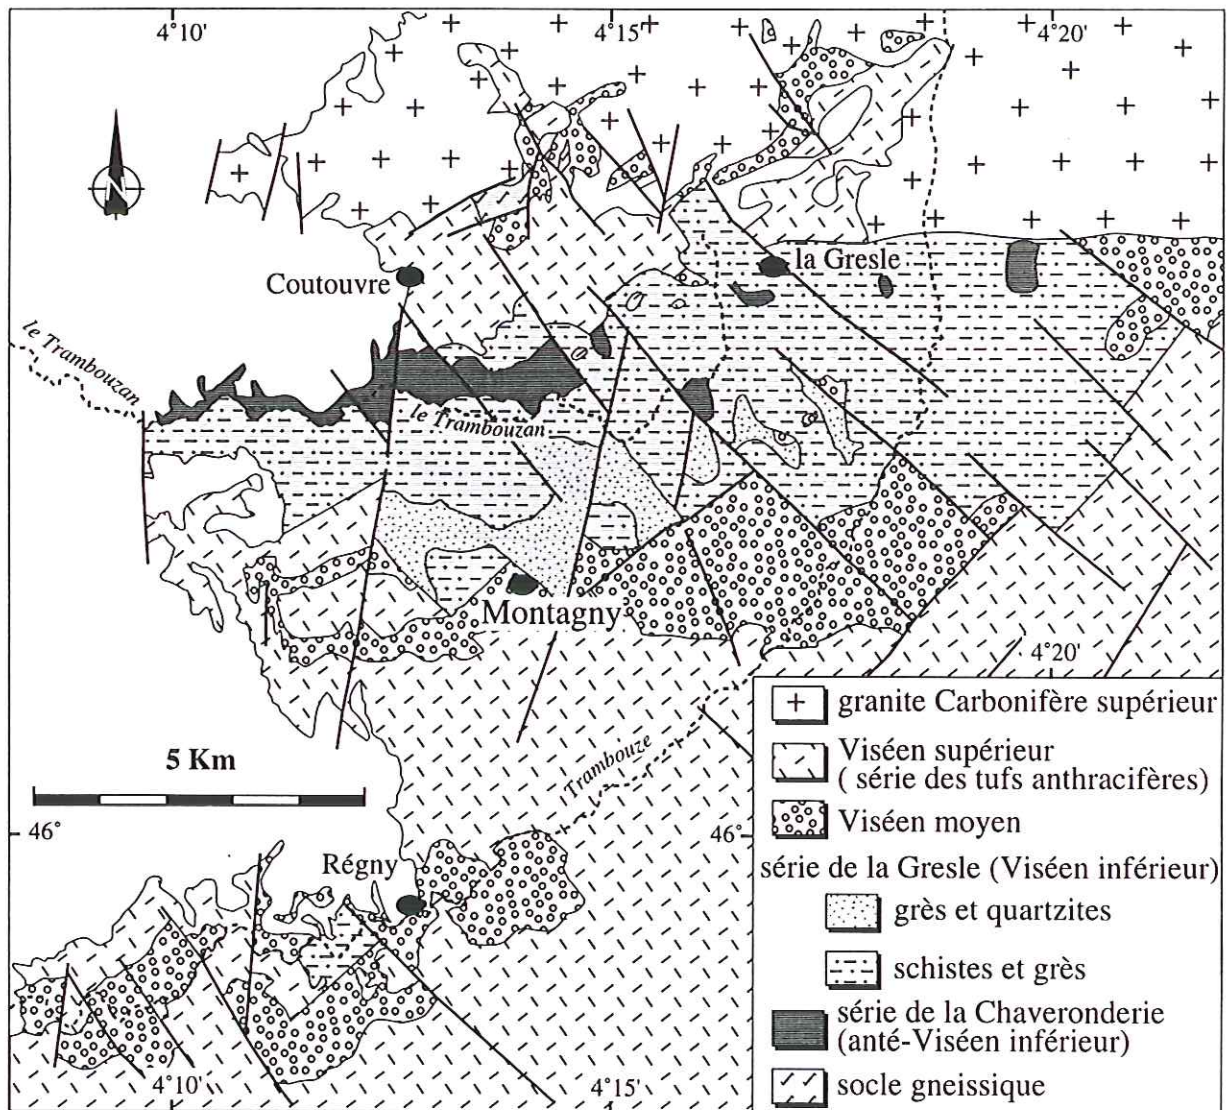 4°10'
4°15'
4°20'
N
Coutouvre
la Gresle
le Trambouzan
le Trambouzan
Montagny
4°20'
5 Km
Trambouze
46°
46°
Régny
4°10'
4°15'
granite Carbonifère supérieur
Viséen supérieur
( série des tufs anthracifères)
Viséen moyen
série de la Gresle (Viséen inférieur)
grès et quartzites
schistes et grès
série de la Chaveronderie
(anté-Viséen inférieur)
socle gneissique